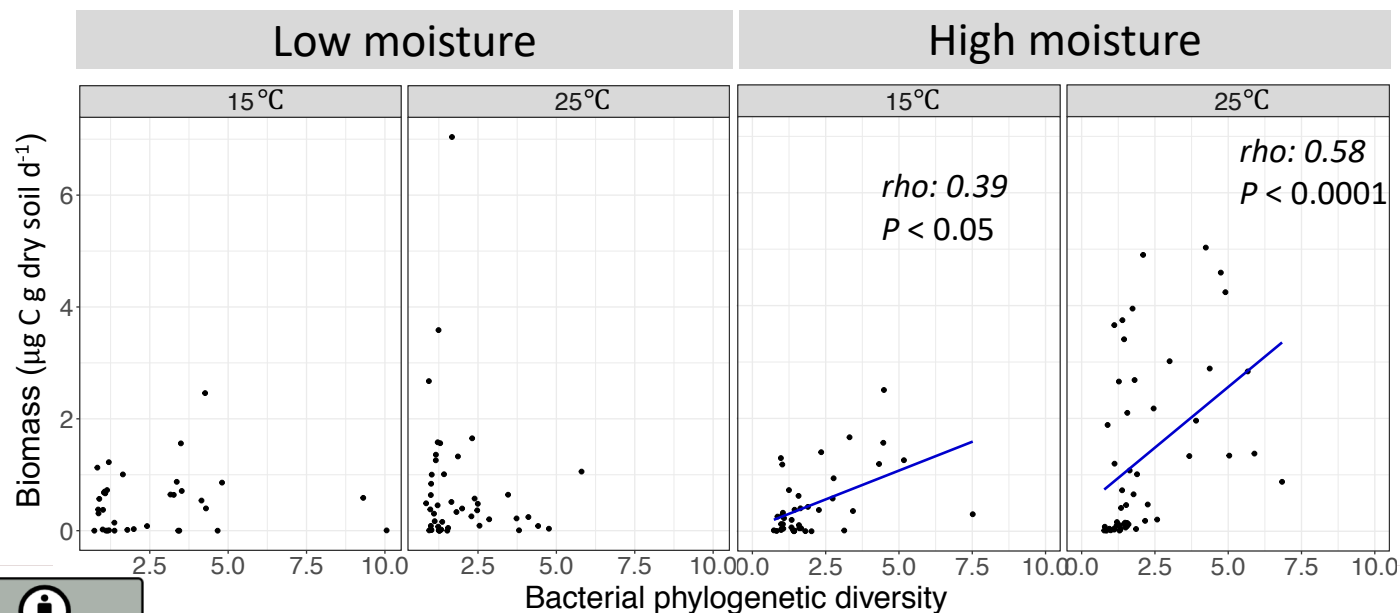 Low moisture
High moisture
15℃
25℃
15℃
25℃
Biomass (µg C g dry soil d-1)
rho: 0.39
P < 0.05
rho: 0.58
P < 0.0001
6
4
2
0
2.5 5.0 7.5 10.0
2.5 5.0 7.5 10.0
0.0 2.5 5.0 7.5 10.0
0.0 2.5 5.0 7.5 10.0
Bacterial phylogenetic diversity